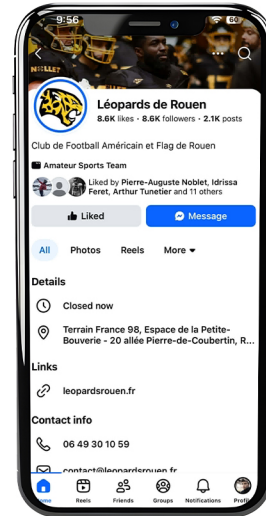 9:56
60
NICLLET
Léopards de Rouen
8.6K likes • 8.6K followers • 2.1K posts
Club de Football Américain et Flag de Rouen
Amateur Sports Team
Liked by Pierre-Auguste Noblet, Idrissa
Feret, Arthur Tunetier and 11 others
Liked
Message
All
Photos
Reels
More
Details
Closed now
Terrain France 98, Espace de la Petite-
Bouverie - 20 allée Pierre-de-Coubertin, R...
Links
leopardsrouen.fr
Contact info
06 49 30 10 59
contact@leopardsrouen.fr
Home
Reels
Friends
Groups
Notifications
Profile